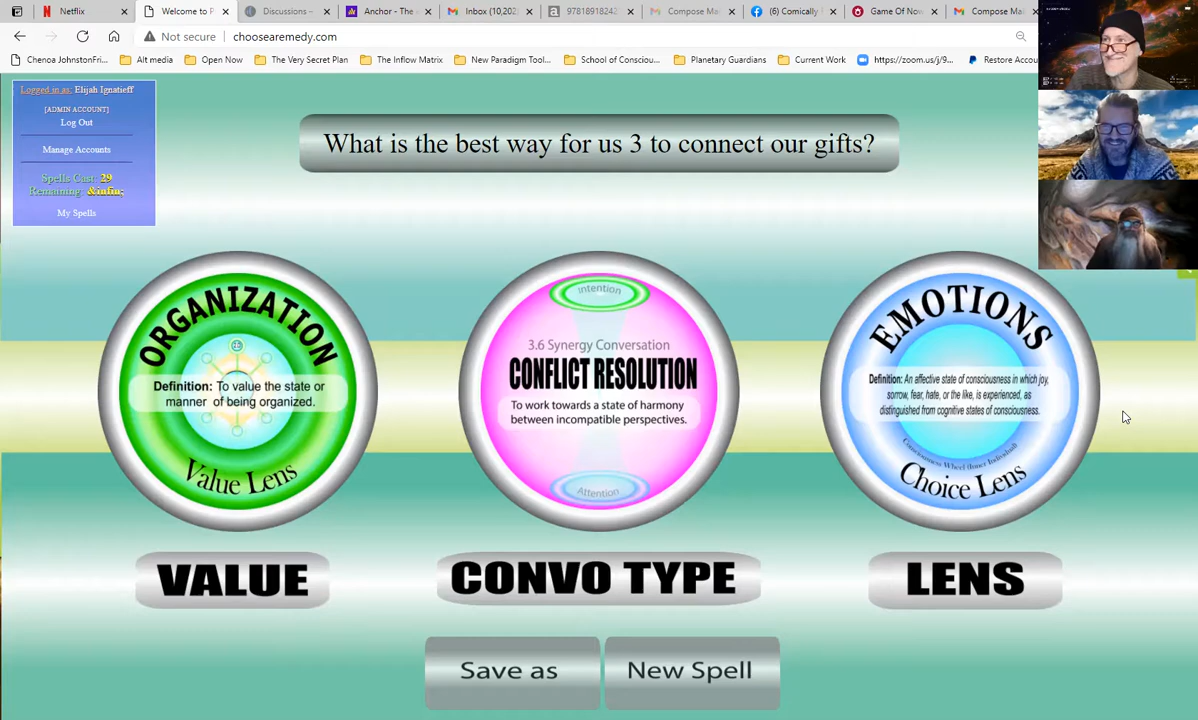 Netflix
Welcome to P
Discussions –
Anchor - The
Inbox (10,202
97818918242
Compose Ma
(6) Comically
Game Of Now
Compose Mai
Not secure
choosearemedy.com
Chenoa JohnstonFri...
Alt media
Open Now
The Very Secret Plan
The Inflow Matrix
New Paradigm Tool...
School of Consciou...
Planetary Guardians
Current Work
https://zoom.us/j/9...
Restore Accou
Logged in as: Elijah Ignatieff
[ADMIN ACCOUNT]
Log Out
Manage Accounts
Spells Cast: 29
Remaining: &infin;
My Spells
What is the best way for us 3 to connect our gifts?
ORGANIZATION
Definition: To value the state or
manner of being organized.
Value Lens
Intention
3.6 Synergy Conversation
CONFLICT RESOLUTION
To work towards a state of harmony
between incompatible perspectives.
Attention
EMOTIONS
Definition: An affective state of consciousness in which joy,
sorrow, fear, hate, or the like, is experienced, as
distinguished from cognitive states of consciousness.
Consciousness Wheel (Inner Individual)
Choice Lens
VALUE
CONVO TYPE
LENS
Save as
New Spell